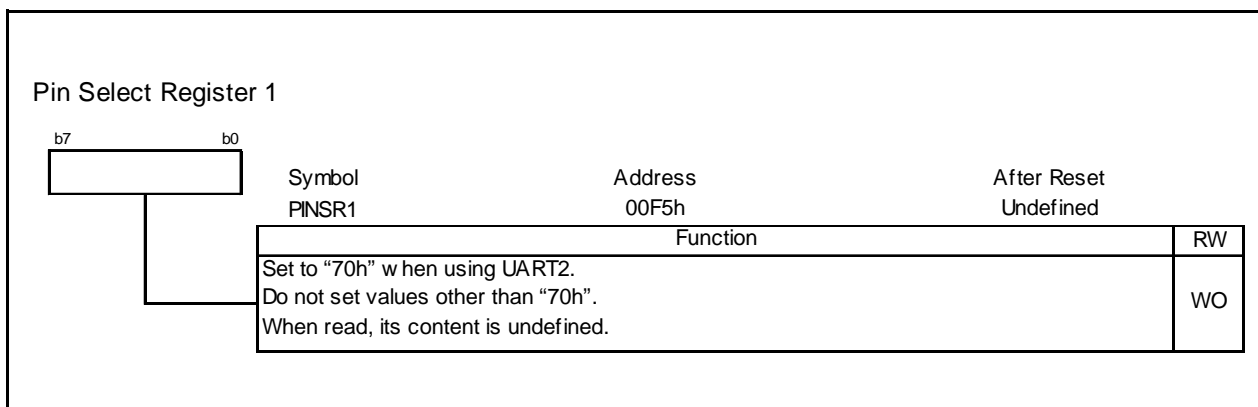 Pin Select Register 1
b7 b0
Symbol Address After Reset
PINSR1 00F5h Undefined
Function RW
Set to “70h” when using UART2.
Do not set values other than “70h”.
When read, its content is undefined.
WO